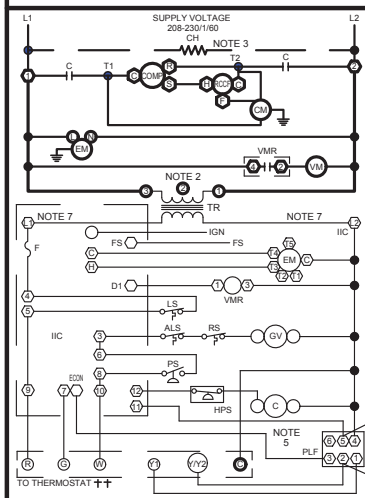 L1 SUPPLY VOLTAGE L2
208-230/1/60
CH NOTE 3
C T1 T2 C
1 C COMP R H RCCF C 2
S F CM
L N
EM
VMR
4 2 VM
NOTE 2
3 2 1
TR
L1 NOTE 7 NOTE 7 L2
IGN IIC
F FS FS
C T5
T4 EM C
H T3
T2 T1
D1 1 3
VMR
4
5 LS
IIC 3 ALS RS GV
6
PS
8
ECON
9 7 10 12 C
11 HPS
NOTE
5
6 5 4
PLF
3 2 1
R G W Y1 Y/Y2 C
TO THERMOSTAT ††